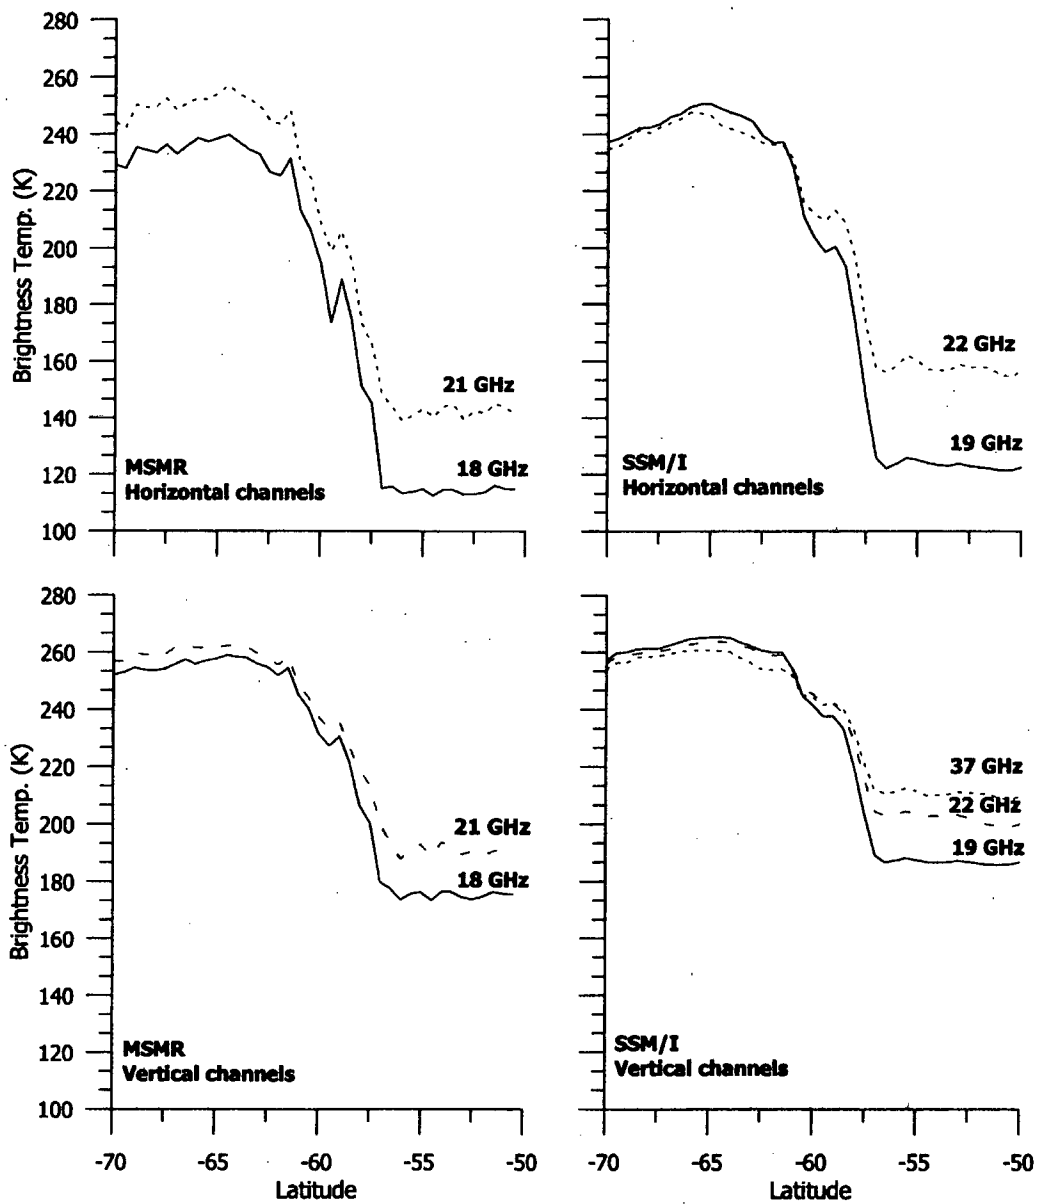 280
260
240
220
200
180
160
140
120
100
Brightness Temp. (K)
21 GHz
18 GHz
MSMR
Horizontal channels
22 GHz
19 GHz
SSM/I
Horizontal channels
280
260
240
220
200
180
160
140
120
100
Brightness Temp. (K)
21 GHz
18 GHz
MSMR
Vertical channels
-70 -65 -60 -55 -50
Latitude
37 GHz
22 GHz
19 GHz
SSM/I
Vertical channels
-70 -65 -60 -55 -50
Latitude